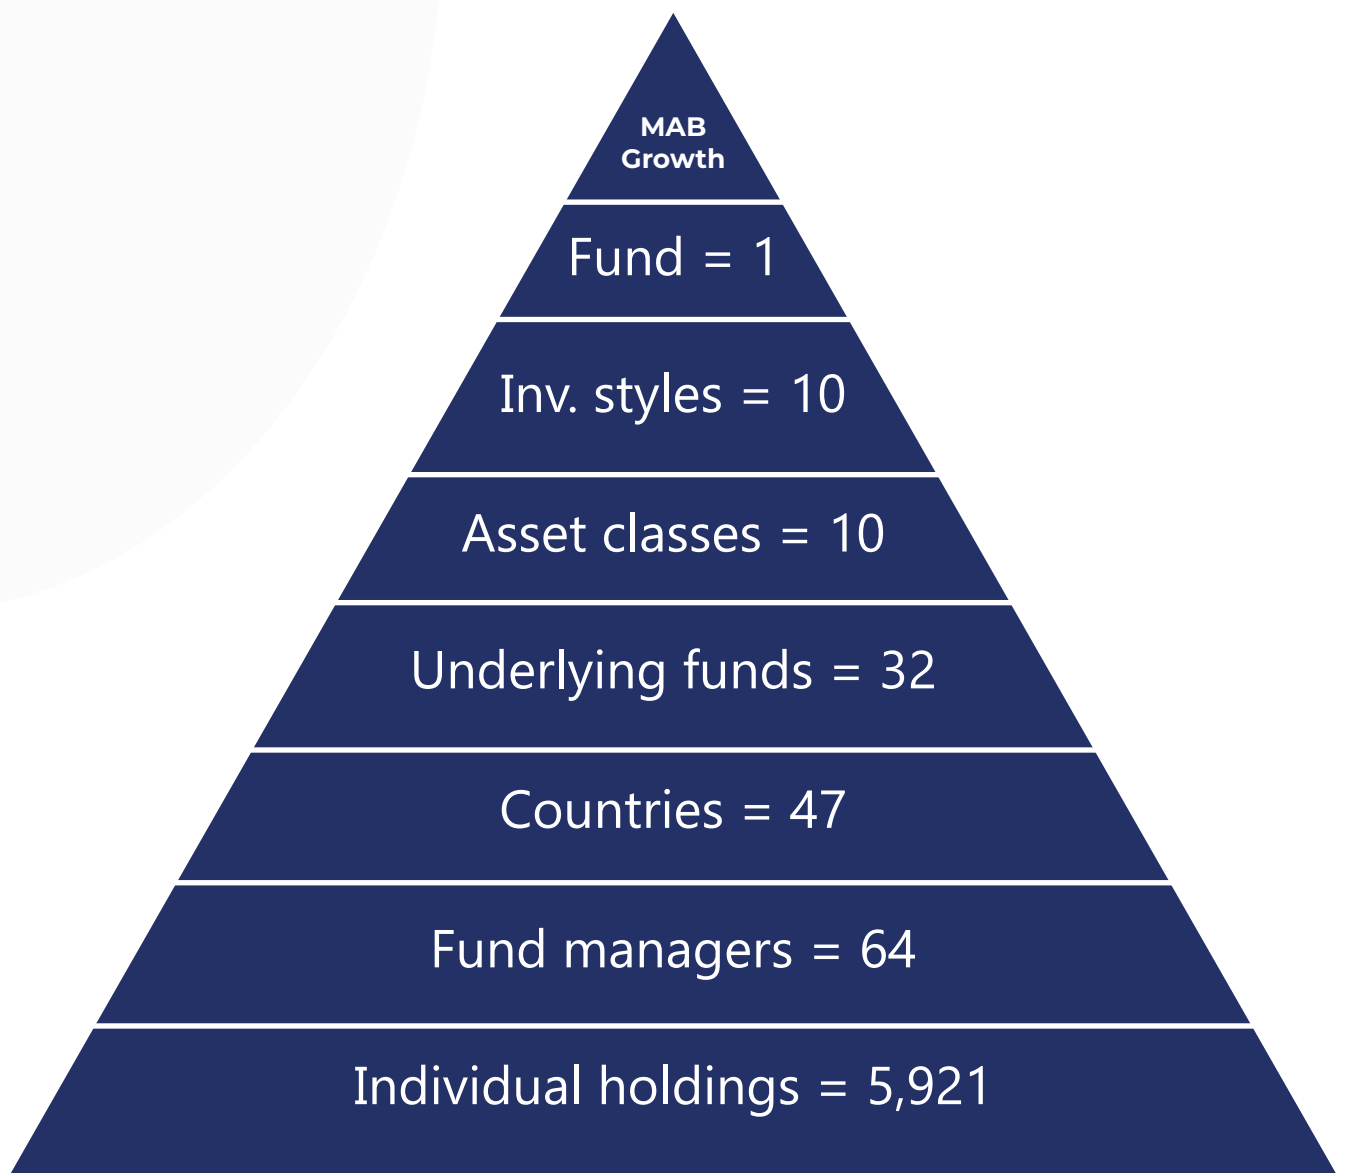 MAB
Growth
Fund = 1
Inv. styles = 10
Asset classes = 10
Underlying funds = 32
Countries = 47
Fund managers = 64
Individual holdings = 5,921